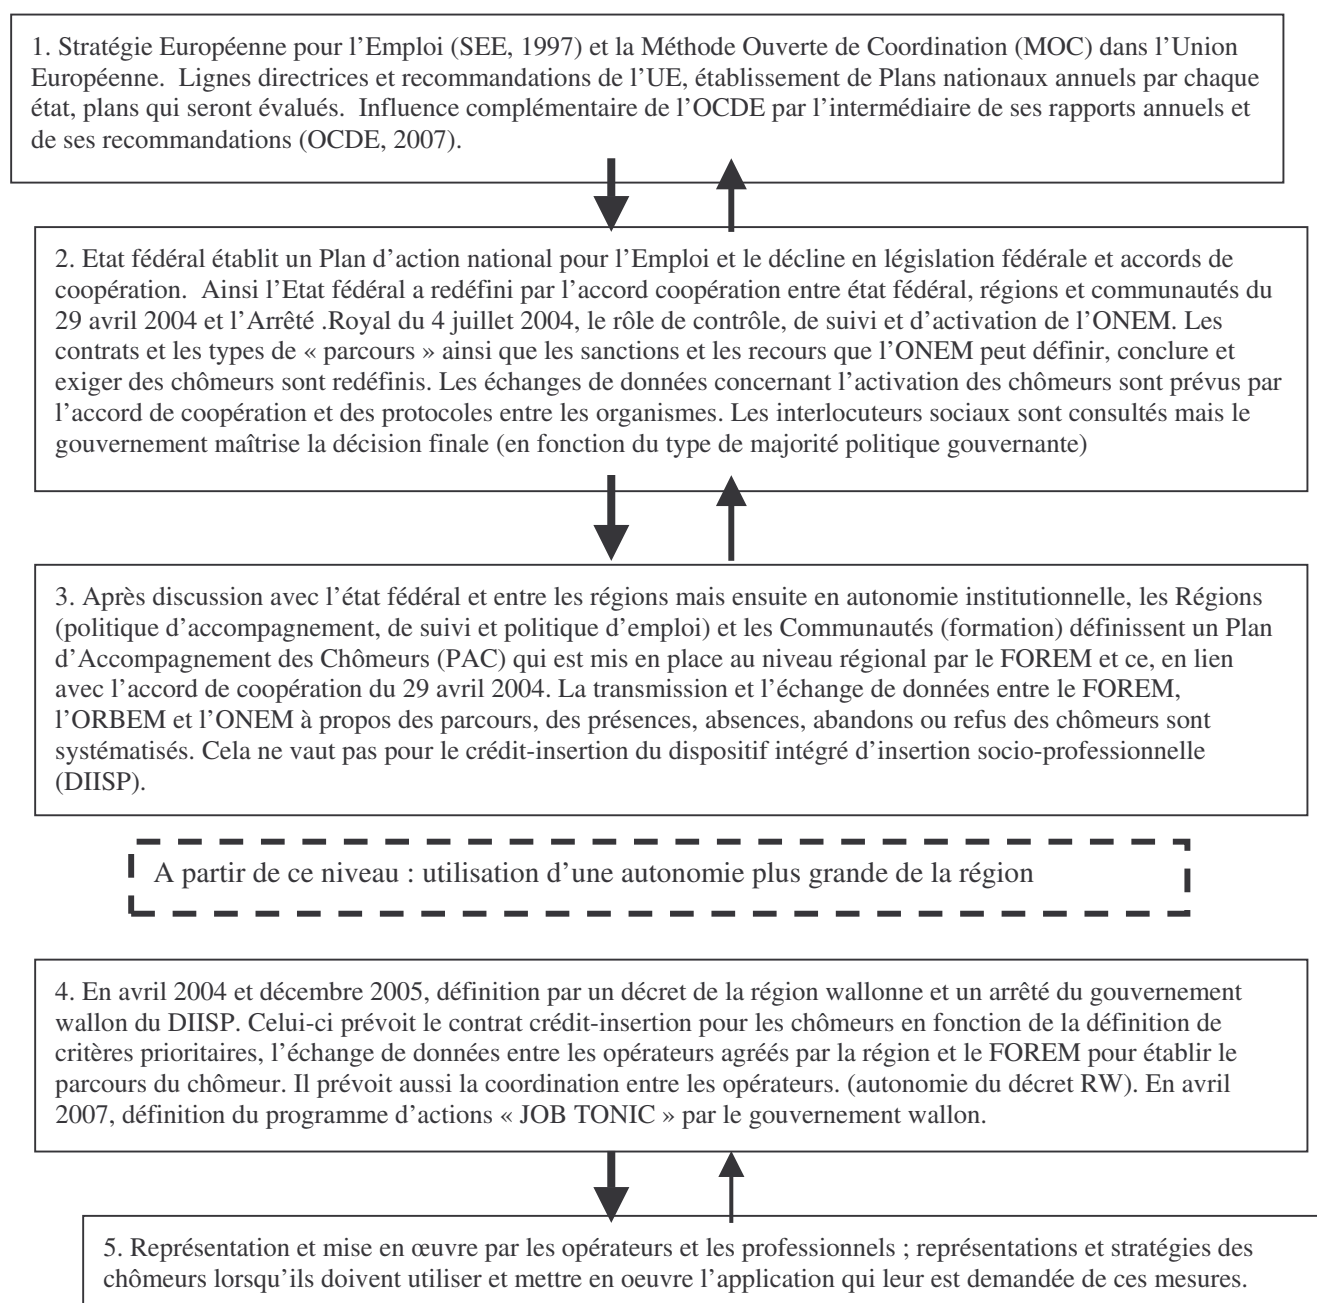 1. Stratégie Européenne pour l’Emploi (SEE, 1997) et la Méthode Ouverte de Coordination (MOC) dans l’Union
Européenne. Lignes directrices et recommandations de l’UE, établissement de Plans nationaux annuels par chaque
état, plans qui seront évalués. Influence complémentaire de l’OCDE par l’intermédiaire de ses rapports annuels et
de ses recommandations (OCDE, 2007).
2. Etat fédéral établit un Plan d’action national pour l’Emploi et le décline en législation fédérale et accords de
coopération. Ainsi l’Etat fédéral a redéfini par l’accord coopération entre état fédéral, régions et communautés du
29 avril 2004 et l’Arrêté .Royal du 4 juillet 2004, le rôle de contrôle, de suivi et d’activation de l’ONEM. Les
contrats et les types de « parcours » ainsi que les sanctions et les recours que l’ONEM peut définir, conclure et
exiger des chômeurs sont redéfinis. Les échanges de données concernant l’activation des chômeurs sont prévus par
l’accord de coopération et des protocoles entre les organismes. Les interlocuteurs sociaux sont consultés mais le
gouvernement maîtrise la décision finale (en fonction du type de majorité politique gouvernante)
3. Après discussion avec l’état fédéral et entre les régions mais ensuite en autonomie institutionnelle, les Régions
(politique d’accompagnement, de suivi et politique d’emploi) et les Communautés (formation) définissent un Plan
d’Accompagnement des Chômeurs (PAC) qui est mis en place au niveau régional par le FOREM et ce, en lien
avec l’accord de coopération du 29 avril 2004. La transmission et l’échange de données entre le FOREM,
l’ORBEM et l’ONEM à propos des parcours, des présences, absences, abandons ou refus des chômeurs sont
systématisés. Cela ne vaut pas pour le crédit-insertion du dispositif intégré d’insertion socio-professionnelle
(DIISP).
A partir de ce niveau : utilisation d’une autonomie plus grande de la région
4. En avril 2004 et décembre 2005, définition par un décret de la région wallonne et un arrêté du gouvernement
wallon du DIISP. Celui-ci prévoit le contrat crédit-insertion pour les chômeurs en fonction de la définition de
critères prioritaires, l’échange de données entre les opérateurs agréés par la région et le FOREM pour établir le
parcours du chômeur. Il prévoit aussi la coordination entre les opérateurs. (autonomie du décret RW). En avril
2007, définition du programme d’actions « JOB TONIC » par le gouvernement wallon.
5. Représentation et mise en œuvre par les opérateurs et les professionnels ; représentations et stratégies des
chômeurs lorsqu’ils doivent utiliser et mettre en oeuvre l’application qui leur est demandée de ces mesures.